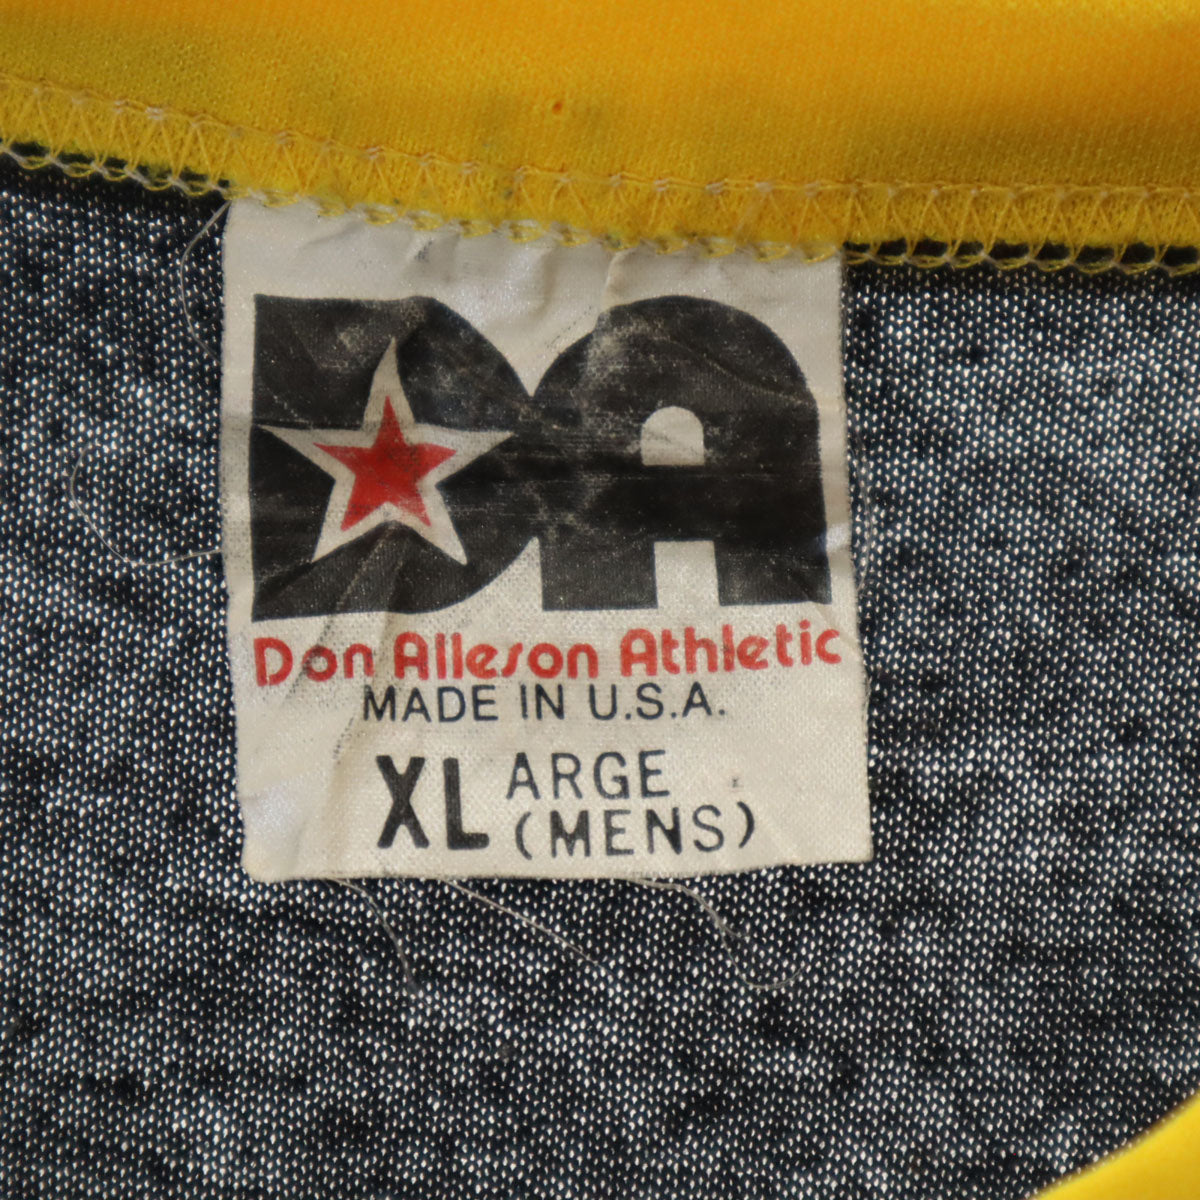 DA
Don Alleson Athletic
MADE IN U.S.A.
XL ARGE
(MENS)